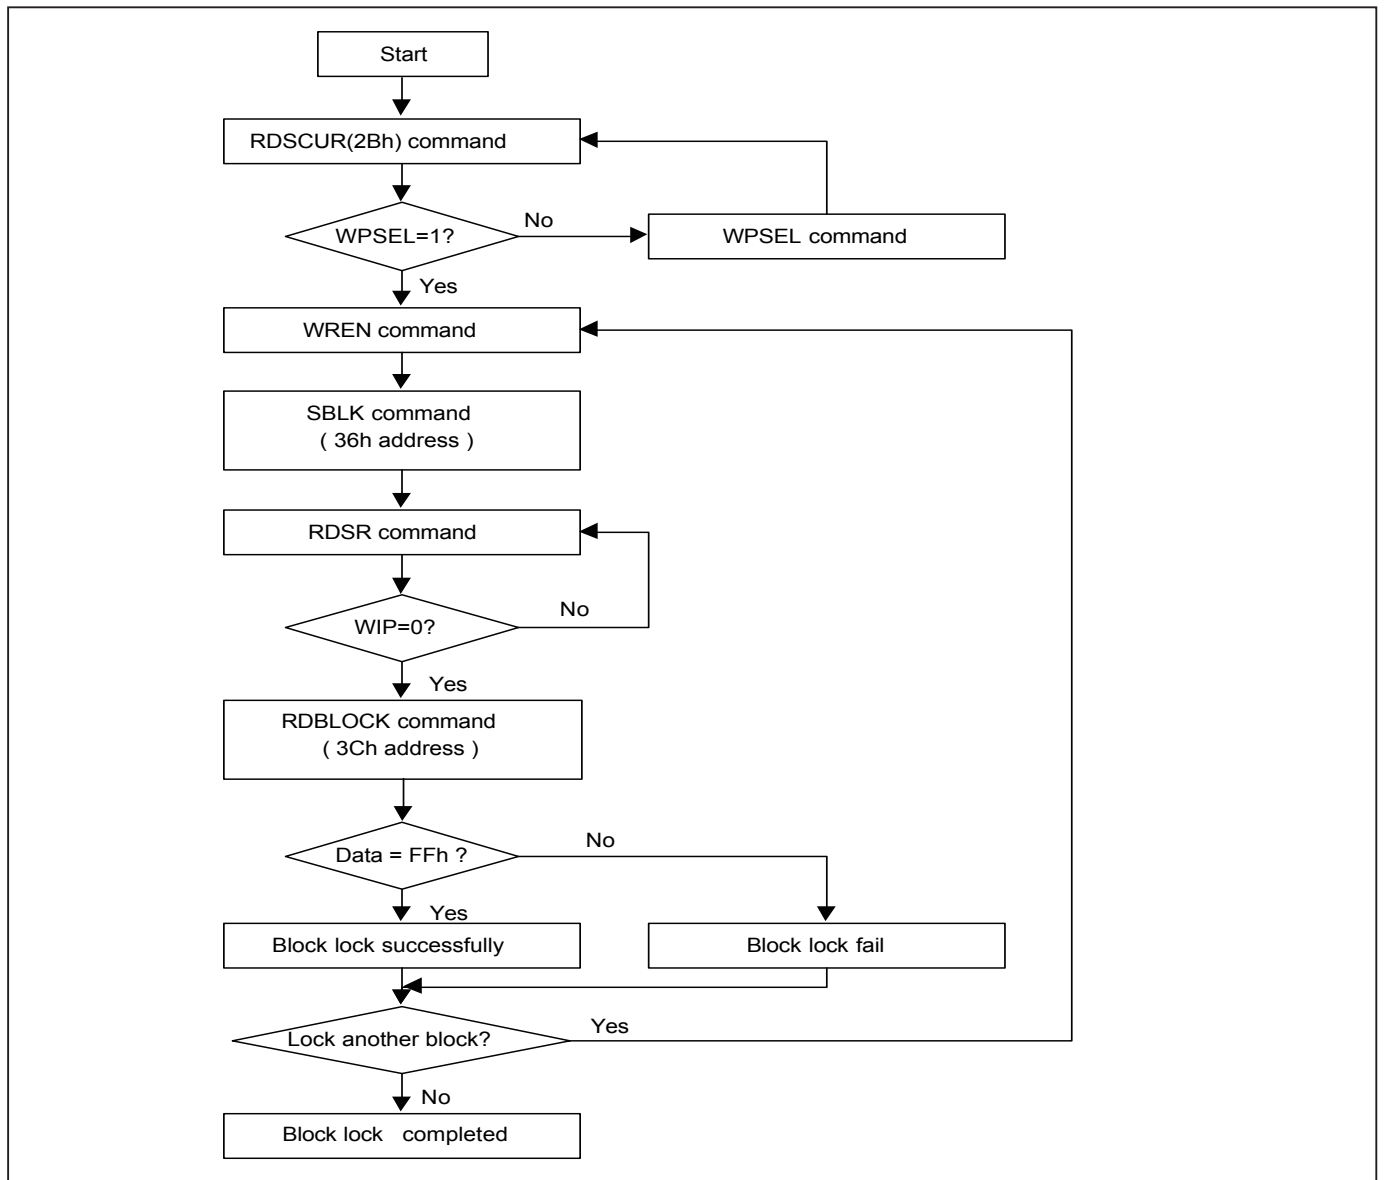 Start
RDSCUR(2Bh) command
WPSEL=1?
No
WPSEL command
Yes
WREN command
SBLK command
( 36h address )
RDSR command
WIP=0?
No
Yes
RDBLOCK command
( 3Ch address )
Data = FFh ?
No
Yes
Block lock successfully
Block lock fail
Lock another block?
Yes
No
Block lock completed